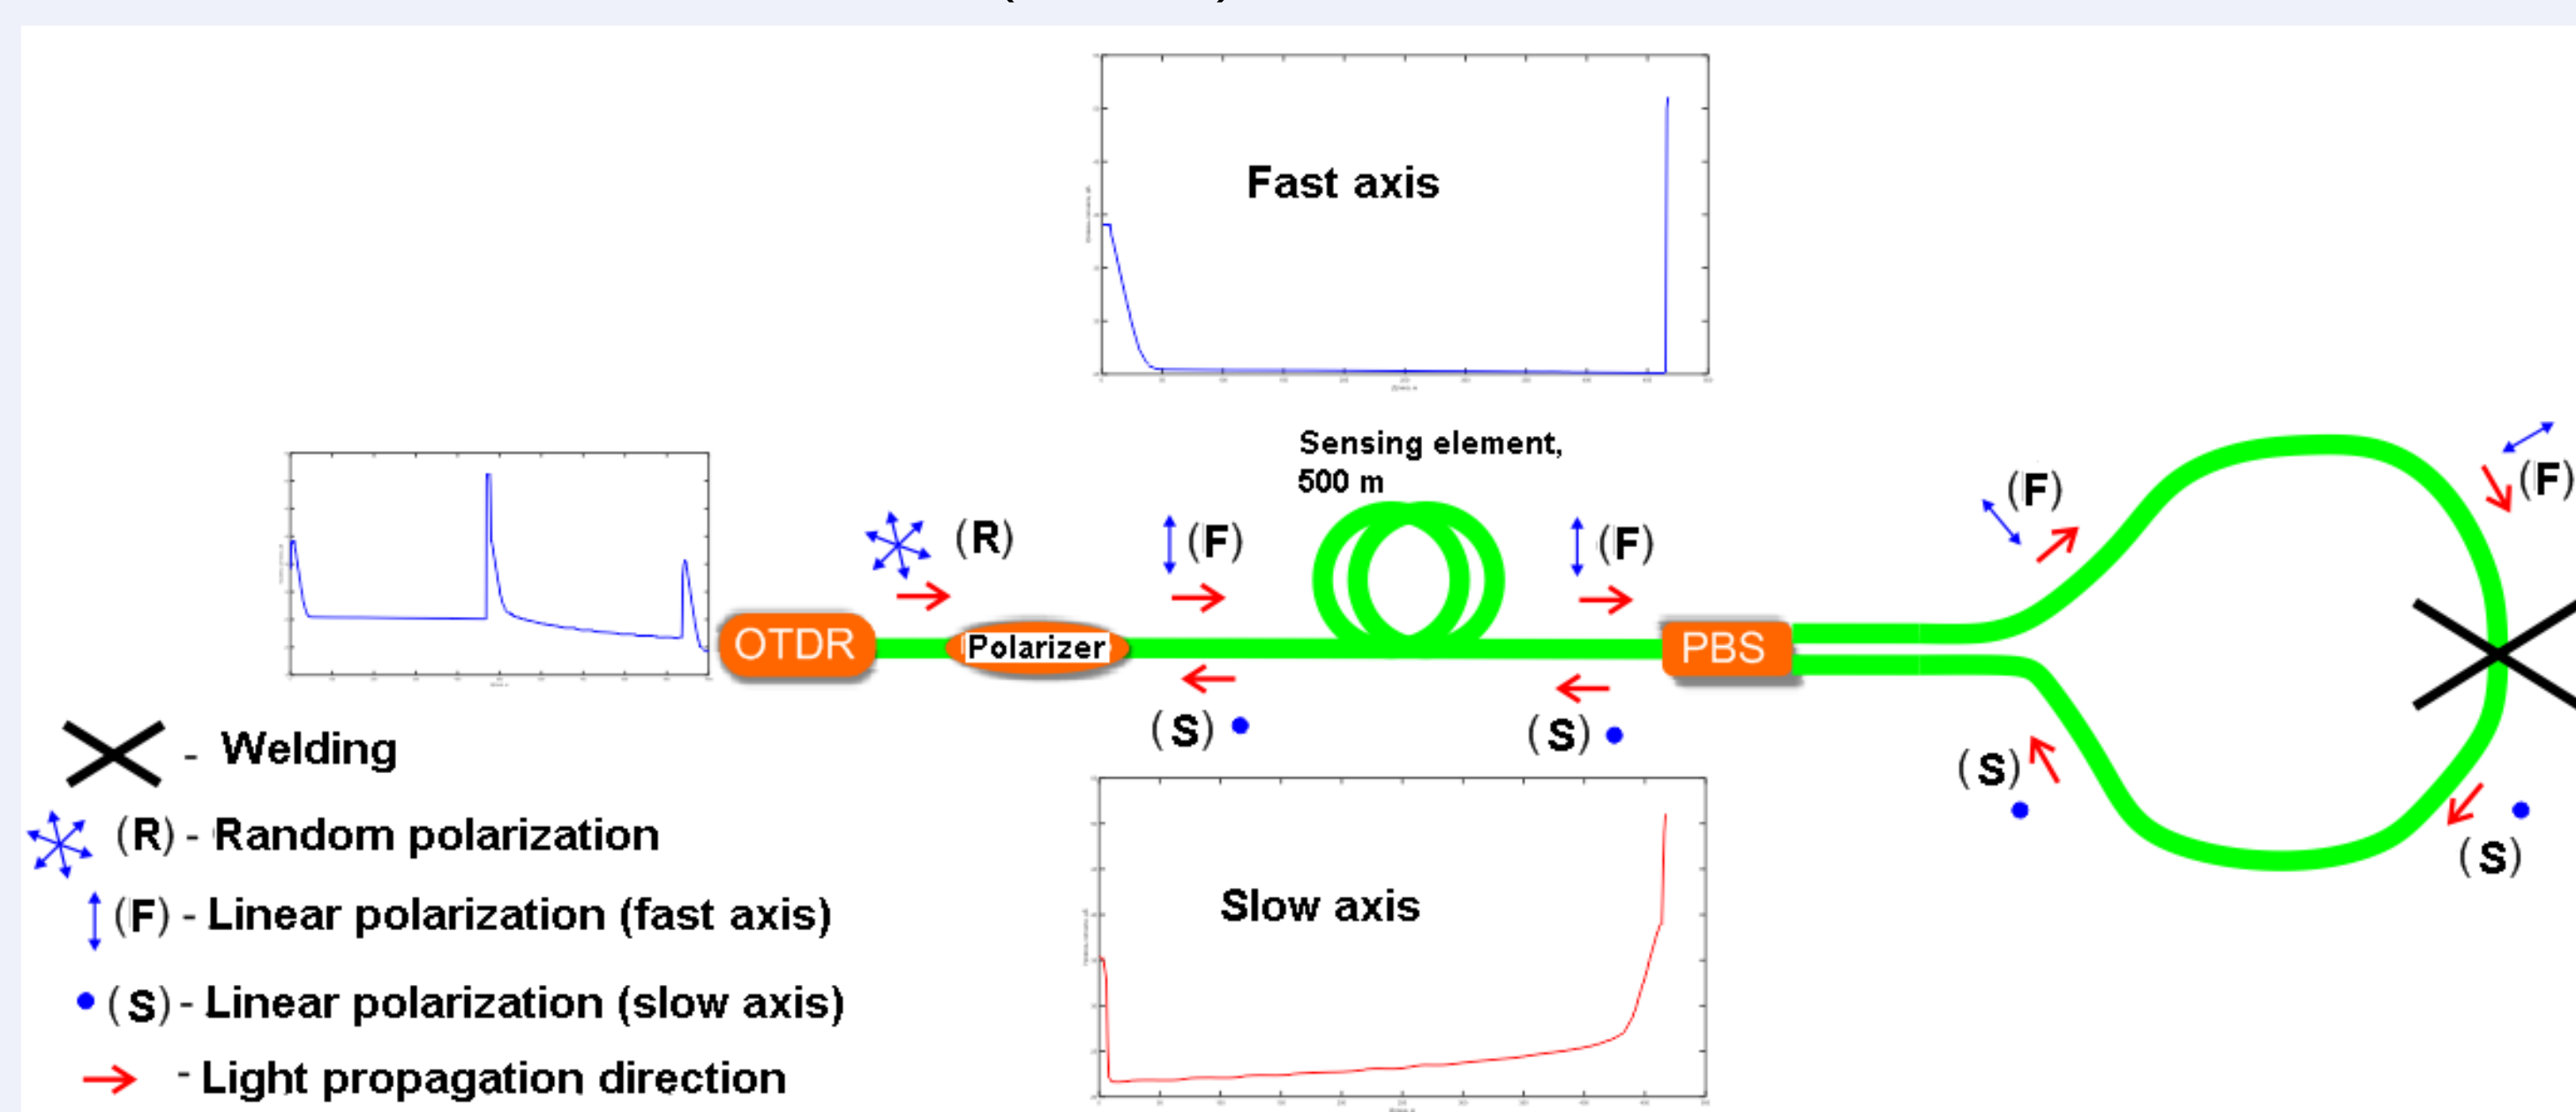 Fast axis
Sensing element,
500 m
(R)
(F)
(F)
(F)
(F)
OTDR
Polarizer
PBS
(S)
(S)
(S)
(S)
Slow axis
- Welding
(R) - Random polarization
(F) - Linear polarization (fast axis)
(S) - Linear polarization (slow axis)
- Light propagation direction